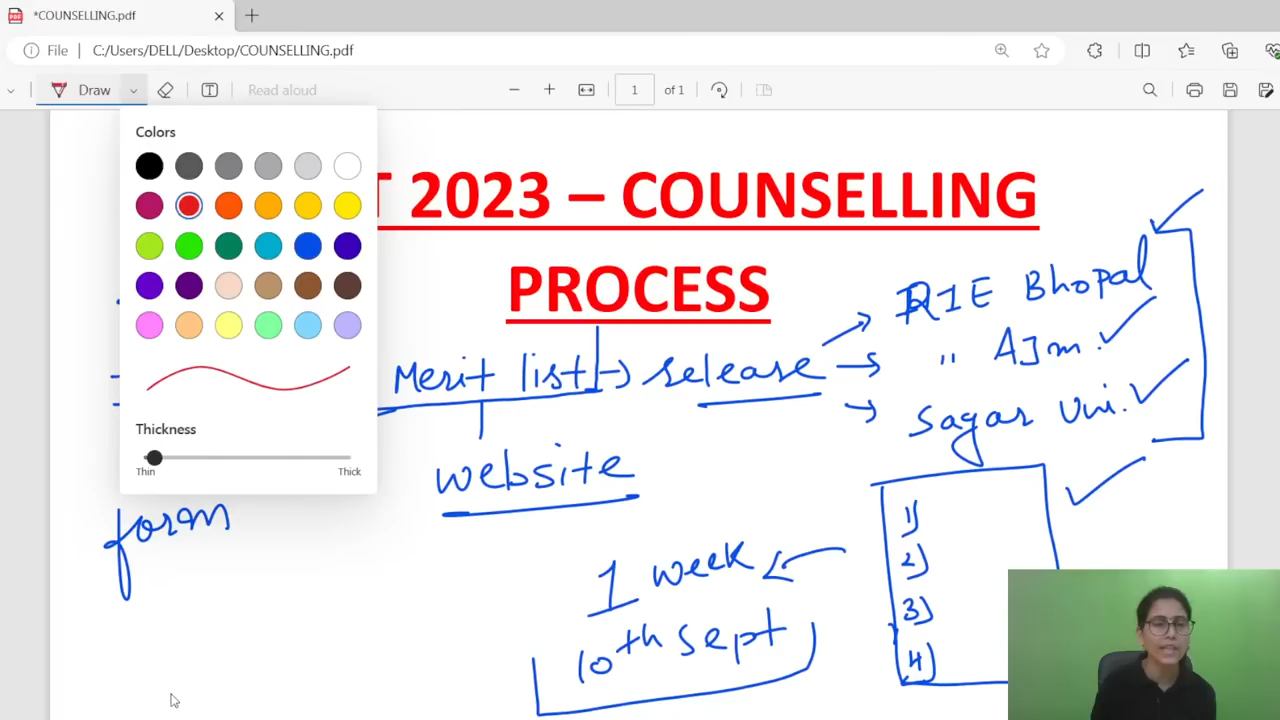 *COUNSELLING.pdf
File C:/Users/DELL/Desktop/COUNSELLING.pdf
Draw Read aloud 1 of 1
Colors
Thickness
Thin Thick
T 2023 – COUNSELLING
PROCESS
Merit list → release
→ RIE Bhopal
→ " Ajm.
→ Sagar Uni.
website
form
1)
2)
3)
4)
1 week
10th Sept